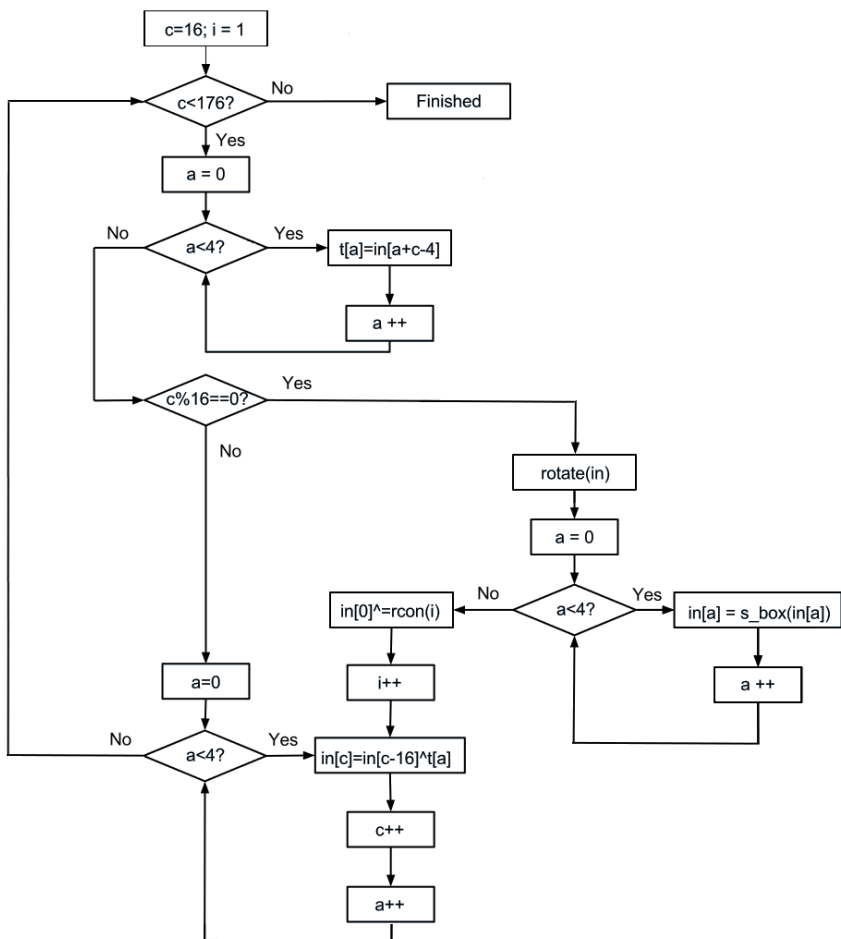 c=16; i = 1
c<176?
No
Finished
Yes
a = 0
No
a<4?
Yes
t[a]=in[a+c-4]
a ++
c%16==0?
Yes
No
rotate(in)
a = 0
in[0]^=rcon(i)
No
a<4?
Yes
in[a] = s_box(in[a])
i++
a ++
a=0
No
a<4?
Yes
in[c]=in[c-16]^t[a]
c++
a++